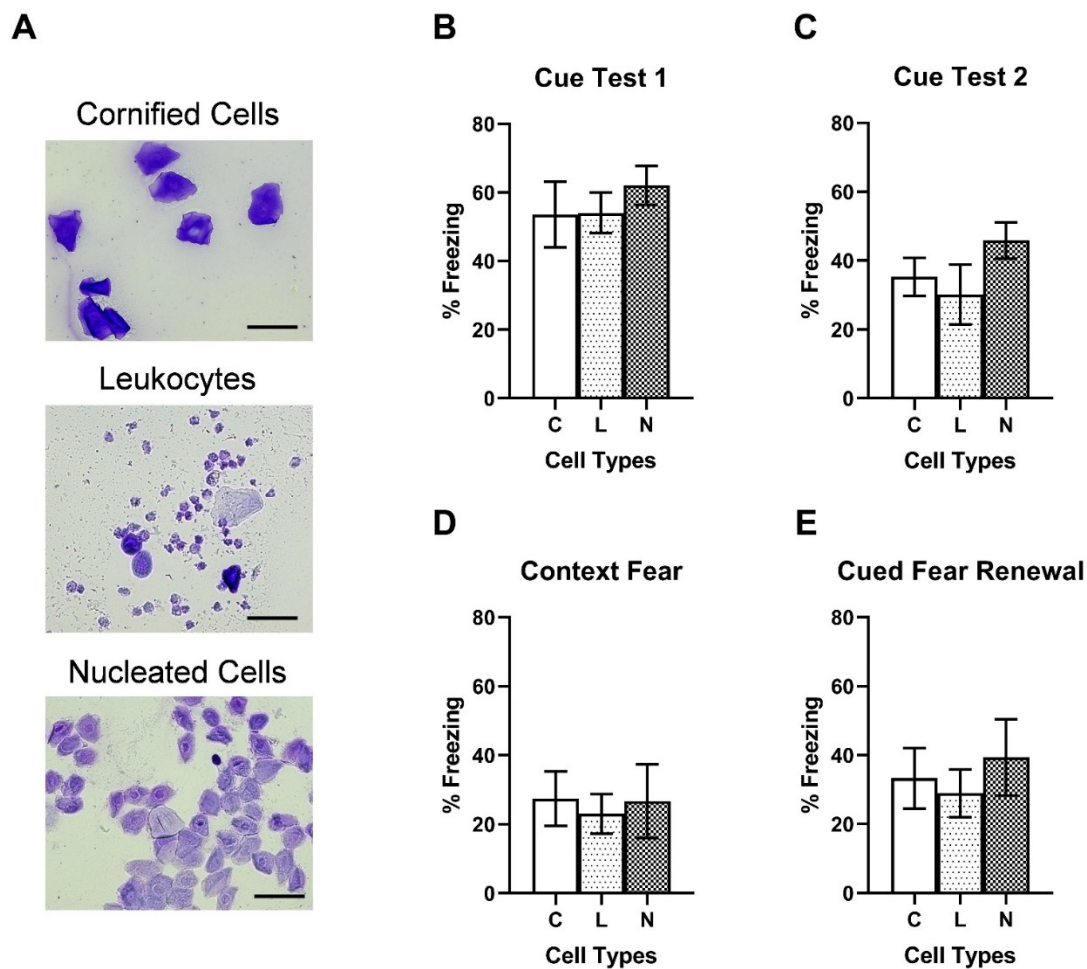 A
Cornified Cells
Leukocytes
Nucleated Cells
B
Cue Test 1
% Freezing
80
60
40
20
0
C L N
Cell Types
C
Cue Test 2
% Freezing
80
60
40
20
0
C L N
Cell Types
D
Context Fear
% Freezing
80
60
40
20
0
C L N
Cell Types
E
Cued Fear Renewal
% Freezing
80
60
40
20
0
C L N
Cell Types